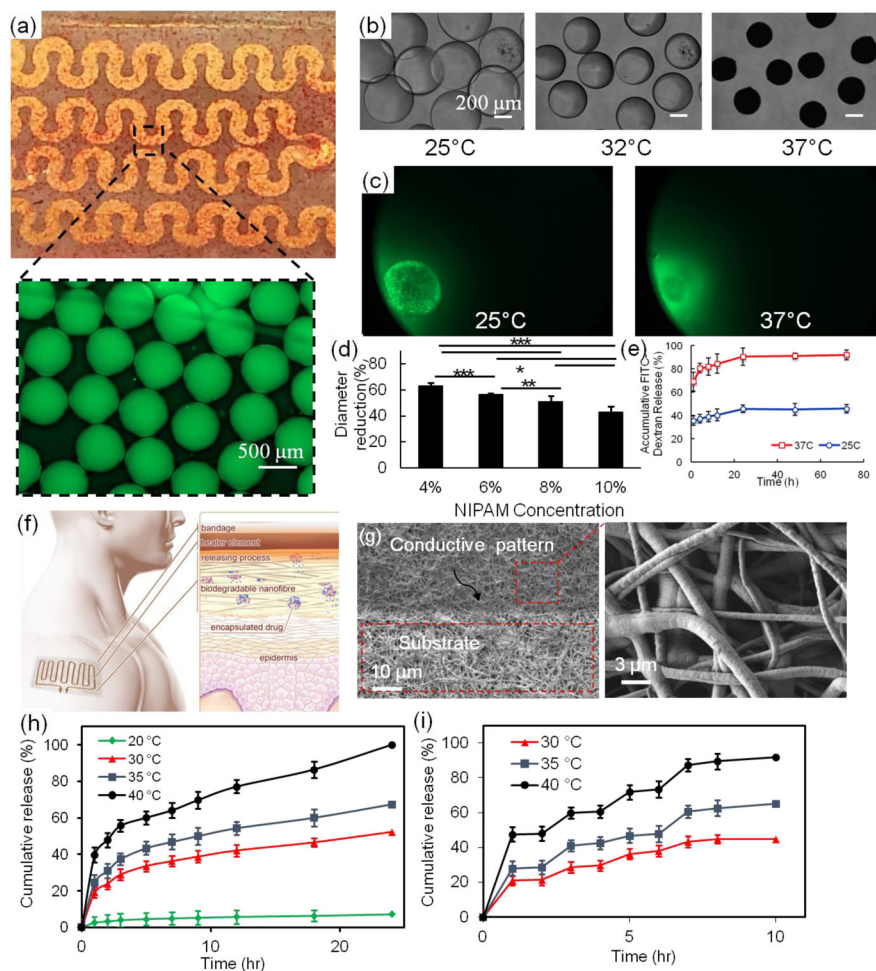 (a)
500 µm
(b)
200 µm
25°C
32°C
37°C
(c)
25°C
37°C
(d)
***
***
*
**
Diameter
reduction(%)
80
60
40
20
0
4%
6%
8%
10%
NIPAM Concentration
(e)
Accumulative FITC-
Dextran Release (%)
100
80
60
40
20
0
37C
25C
0
20
40
60
80
Time (h)
(f)
bandage
heater element
releasing process
biodegradable nanofibre
encapsulated drug
epidermis
(g)
Conductive pattern
Substrate
10 µm
3 µm
(h)
Cumulative release (%)
100
80
60
40
20
0
20 °C
30 °C
35 °C
40 °C
0
10
20
Time (hr)
(i)
Cumulative release (%)
100
80
60
40
20
0
30 °C
35 °C
40 °C
0
5
10
Time (hr)